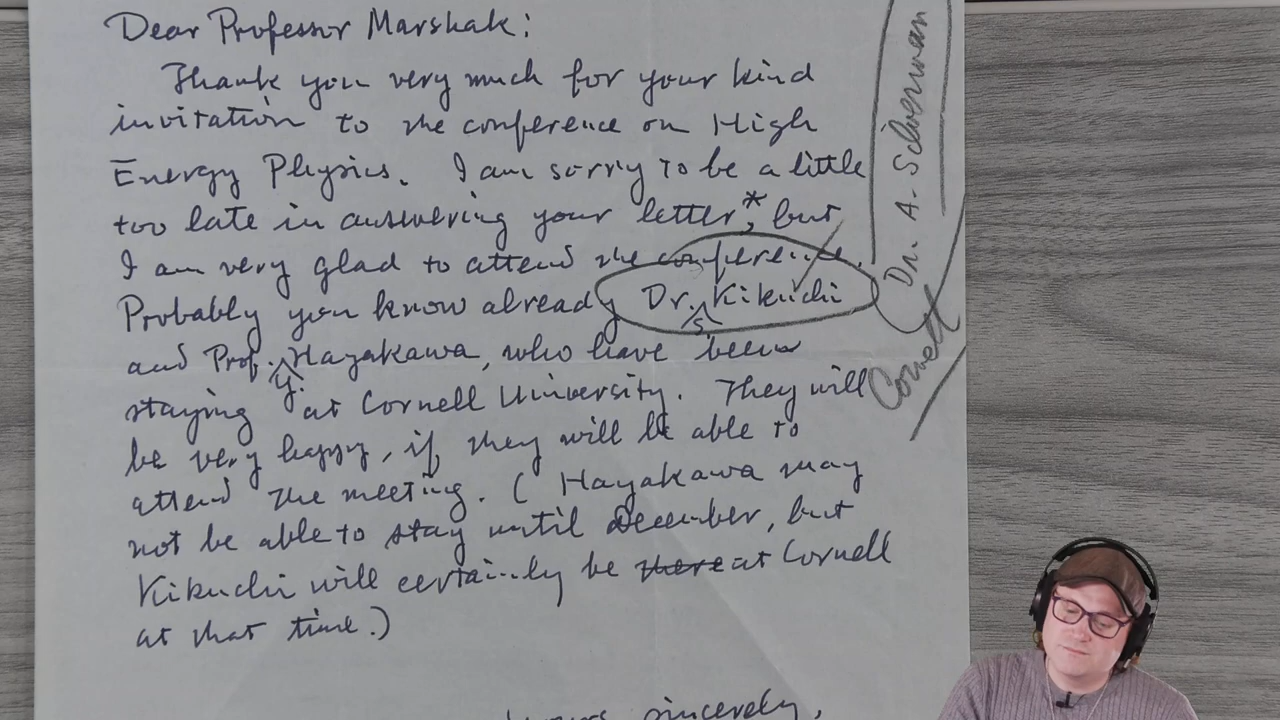 Dear Professor Marshak:
Thank you very much for your kind
invitation to the conference on High
Energy Physics. I am sorry to be a little
too late in answering your letter,* but
I am very glad to attend the conference.
Probably you know already Dr. S. Kikuchi
and Prof. Y. Hayakawa, who have been
staying at Cornell University. They will
be very happy, if they will be able to
attend the meeting. ( Hayakawa may
not be able to stay until December, but
Kikuchi will certainly be there at Cornell
at that time.)
yours sincerely,
Dr. A. Silverman
Cornell